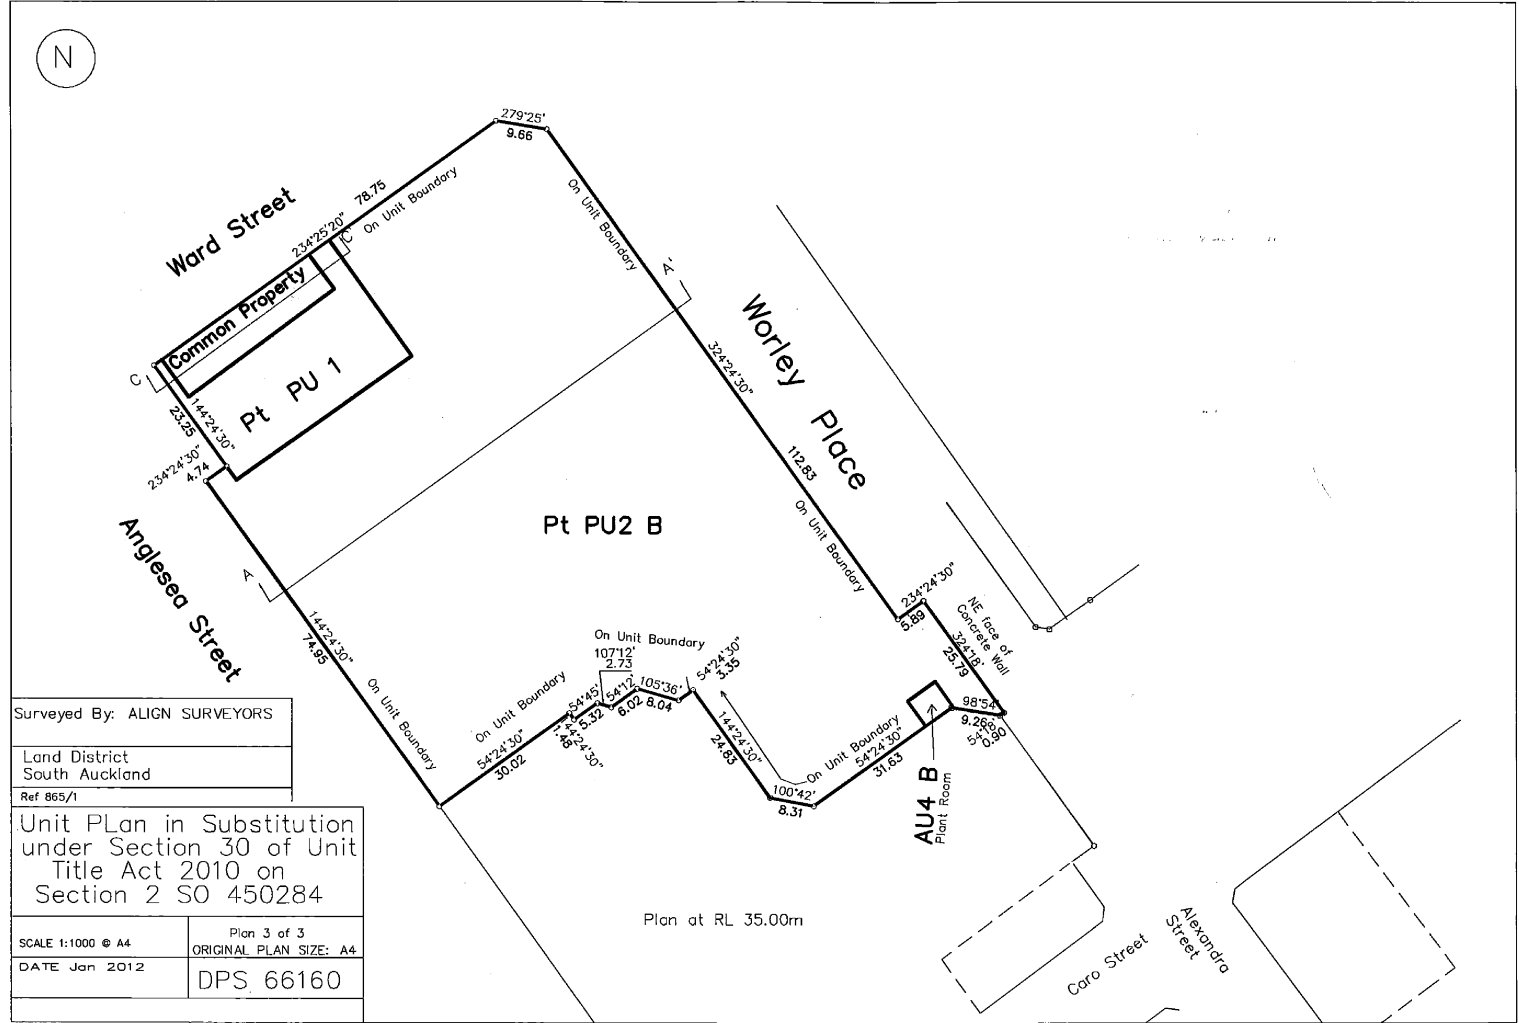 N
279°25'
9.66
78.75
On Unit Boundary
234°25'20"
Ward Street
C'
C
Common Property
Pt PU 1
144°24'30"
23.25
234°24'30"
4.74
On Unit Boundary
A'
Worley Place
324°24'30"
112.83
On Unit Boundary
Pt PU2 B
Anglesea Street
A
144°24'30"
74.95
On Unit Boundary
234°24'30"
5.89
NE face of
Concrete Wall
324°18'
25.79
On Unit Boundary
107°12'
2.73
54°24'30"
3.35
105°36'
8.04
54°12'
6.02
54°45'
5.32
144°24'30"
1.48
On Unit Boundary
54°24'30"
30.02
144°24'30"
24.83
100°42'
8.31
On Unit Boundary
54°24'30"
31.63
98°54'
9.26
54°18'
0.90
AU4 B
Plant Room
Plan at RL 35.00m
Caro Street
Alexandra
Street
Surveyed By: ALIGN SURVEYORS
Land District
South Auckland
Ref 865/1
Unit PLan in Substitution
under Section 30 of Unit
Title Act 2010 on
Section 2 SO 450284
SCALE 1:1000 @ A4
Plan 3 of 3
ORIGINAL PLAN SIZE: A4
DATE Jan 2012
DPS 66160